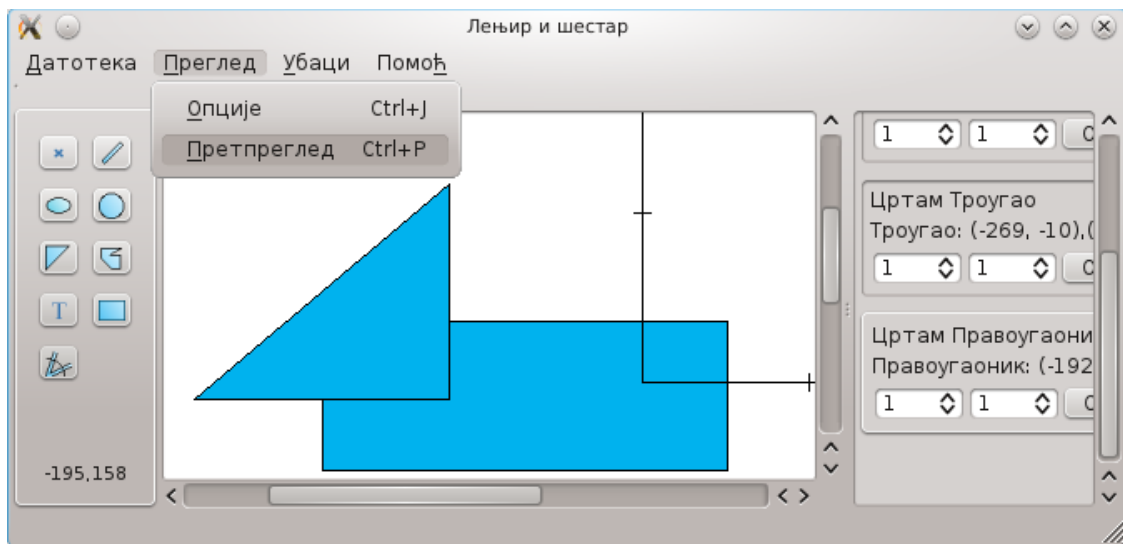 Лењир и шестар
Датотека Преглед Убаци Помоћ
Опције Ctrl+J
Претпреглед Ctrl+P
T
-195,158
1 1
Цртам Троугао
Троугао: (-269, -10),(
1 1
Цртам Правоугаони
Правоугаоник: (-192
1 1